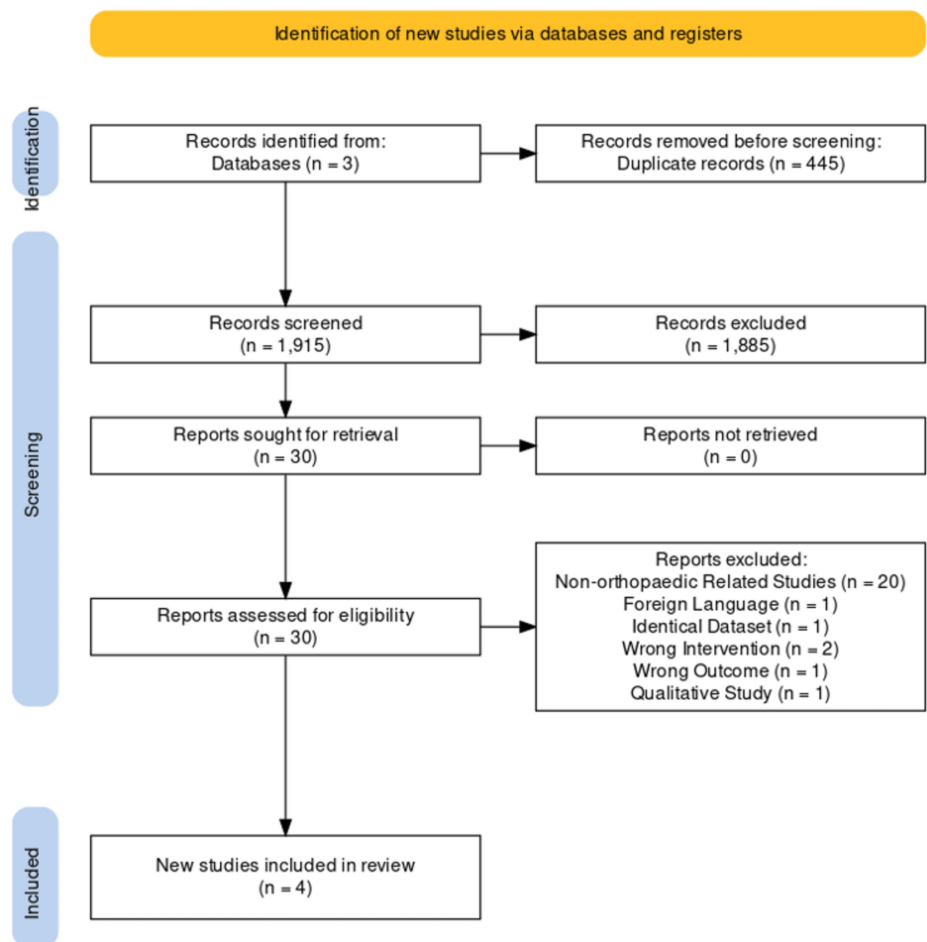 Identification of new studies via databases and registers
Identification
Records identified from:
Databases (n = 3)
Records removed before screening:
Duplicate records (n = 445)
Screening
Records screened
(n = 1,915)
Records excluded
(n = 1,885)
Reports sought for retrieval
(n = 30)
Reports not retrieved
(n = 0)
Reports assessed for eligibility
(n = 30)
Reports excluded:
Non-orthopaedic Related Studies (n = 20)
Foreign Language (n = 1)
Identical Dataset (n = 1)
Wrong Intervention (n = 2)
Wrong Outcome (n = 1)
Qualitative Study (n = 1)
Included
New studies included in review
(n = 4)